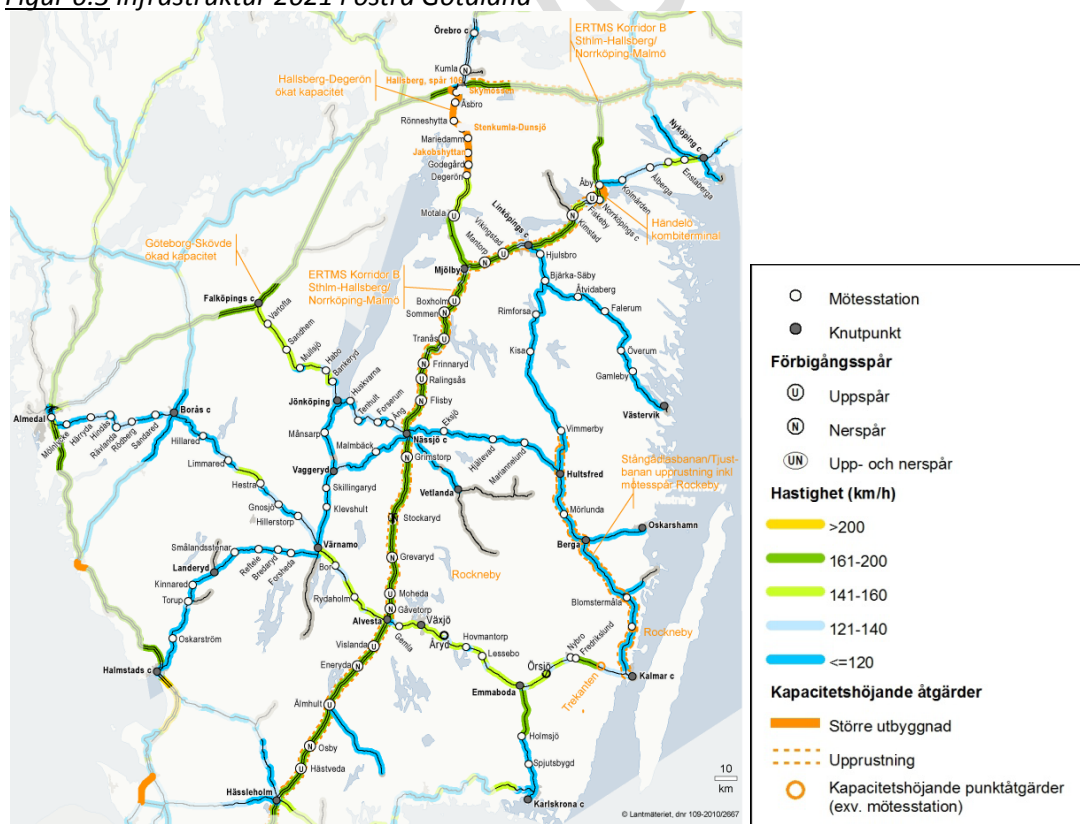 Figur 6.5 Infrastruktur 2021 i östra Götaland
Örebro c
ERTMS Korridor B
Sthlm-Hallsberg/
Norrköping-Malmö
Kumla
Hallsberg-Degerön
ökat kapacitet
Hallsberg, spår 109
Skymossen
Åsbro
Rönneshytta
Stenkumla-Dunsjö
Mariedamm
Jakobshyttan
Godegård
Degerön
Nyköping c
Enstaberga
Ålberga
Kolmården
Åby
Motala
Linköpings c
Vikingstad
Mantorp
Norrköpings c
Fiskeby
Kimstad
Händelö
kombiterminal
Göteborg-Skövde
ökad kapacitet
ERTMS Korridor B
Sthlm-Hallsberg/
Norrköping-Malmö
Mjölby
Hjulsbro
Bjärka-Säby
Åtvidaberg
Falerum
Falköpings c
Vartofta
Sandhem
Mullsjö
Habo
Bankeryd
Boxholm
Sommen
Tranås
Rimforsa
Kisa
Överum
Gamleby
Västervik
Frinnaryd
Ralingsås
Flisby
Huskvarna
Tenhult
Forserum
Äng
Jönköping
Eksjö
Almedal
Mölnlycke
Härryda
Hindås
Rävlanda
Rödberg
Sandared
Borås c
Hillared
Månsarp
Malmbäck
Nässjö c
Vimmerby
Limmared
Vaggeryd
Grimstorp
Hjältevad
Mariannelund
Hultsfred
Stångådalsbanan/Tjust-
banan upprustning inkl
mötesspår Rockeby
Hestra
Skillingaryd
Vetlanda
Gnosjö
Hillerstorp
Klevshult
Stockaryd
Mörlunda
Oskarshamn
Smålandsstenar
Värnamo
Berga
Landeryd
Reftele
Bredaryd
Forsheda
Grevaryd
Rockneby
Kinnared
Torup
Bor
Rydaholm
Moheda
Gåvetorp
Blomstermåla
Oskarström
Alvesta
Växjö
Gemla
Åryd
Hovmantorp
Lessebo
Nybro
Fredrikslund
Rockneby
Vislanda
Halmstads c
Eneryda
Örsjö
Trekanten
Kalmar c
Emmaboda
Älmhult
Holmsjö
Osby
Spjutsbygd
Hästveda
Hässleholm
Karlskrona c
10
km
© Lantmäteriet, dnr 109-2010/2667
Mötesstation
Knutpunkt
Förbigångsspår
U Uppspår
N Nerspår
UN Upp- och nerspår
Hastighet (km/h)
>200
161-200
141-160
121-140
<=120
Kapacitetshöjande åtgärder
Större utbyggnad
Upprustning
Kapacitetshöjande punktåtgärder
(exv. mötesstation)